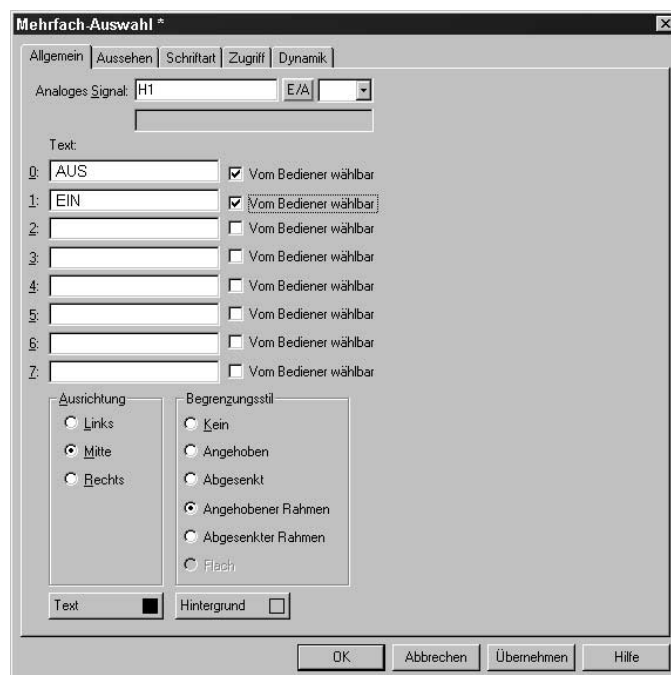 Mehrfach-Auswahl *
Allgemein Aussehen Schriftart Zugriff Dynamik
Analoges Signal: H1 E/A
Text:
0: AUS Vom Bediener wählbar
1: EIN Vom Bediener wählbar
2: Vom Bediener wählbar
3: Vom Bediener wählbar
4: Vom Bediener wählbar
5: Vom Bediener wählbar
6: Vom Bediener wählbar
7: Vom Bediener wählbar
Ausrichtung
Links
Mitte
Rechts
Begrenzungsstil
Kein
Angehoben
Abgesenkt
Angehobener Rahmen
Abgesenkter Rahmen
Flach
Text Hintergrund
OK Abbrechen Übernehmen Hilfe